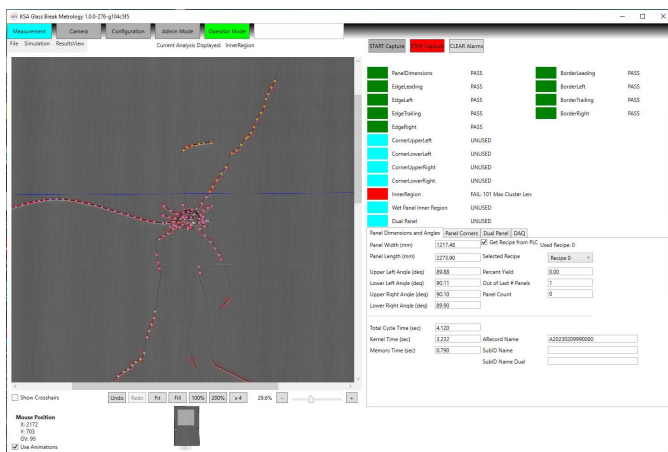 KSA Glass Break Metrology 1.0.0-276-g104c5f5
Measurement Camera Configuration Admin Mode Operator Mode
File Simulation ResultsView Current Analysis Displayed: InnerRegion
START Capture STOP Capture CLEAR Alarms
PanelDimensions PASS BorderLeading PASS
EdgeLeading PASS BorderLeft PASS
EdgeLeft PASS BorderTrailing PASS
EdgeTrailing PASS BorderRight PASS
EdgeRight PASS
CornerUpperLeft UNUSED
CornerLowerLeft UNUSED
CornerUpperRight UNUSED
CornerLowerRight UNUSED
InnerRegion FAIL: 101 Max Cluster Len
Wet Panel Inner Region UNUSED
Dual Panel UNUSED
Panel Dimensions and Angles Panel Corners Dual Panel DAQ
Panel Width (mm) 1217.48 Get Recipe from PLC Used Recipe: 0
Panel Length (mm) 2273.90 Selected Recipe Recipe 0
Upper Left Angle (deg) 89.88 Percent Yield 0.00
Lower Left Angle (deg) 90.11 Out of Last # Panels 1
Upper Right Angle (deg) 90.10 Panel Count 0
Lower Right Angle (deg) 89.90
Total Cycle Time (sec) 4.120
Kernel Time (sec) 3.232 ARecord Name A20230209990000
Memory Time (sec) 0.790 SubID Name
SubID Name Dual
Show Crosshairs Undo Redo Fit Fill 100% 200% x 4 29.6% - +
Mouse Position
X: 2172
Y: 703
GV: 95
Use Animations